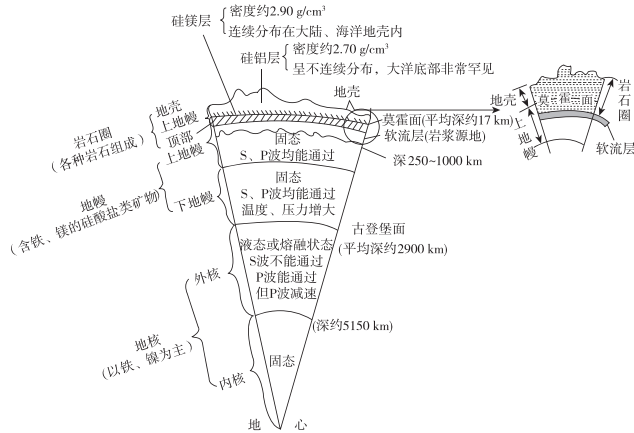 硅镁层
密度约2.90 g/cm³
连续分布在大陆、海洋地壳内
硅铝层
密度约2.70 g/cm³
呈不连续分布，大洋底部非常罕见
地壳
莫霍面(平均深约17 km)
软流层(岩浆源地)
深250~1000 km
岩石圈
(各种岩石组成)
地壳
上地幔
顶部
上地幔
固态
S、P波均能通过
地幔
(含铁、镁的硅酸盐类矿物)
下地幔
固态
S、P波均能通过
温度、压力增大
古登堡面
(平均深约2900 km)
外核
液态或熔融状态
S波不能通过
P波能通过
但P波减速
地核
(以铁、镍为主)
(深约5150 km)
内核
固态
地 心
地壳
莫霍面
上地幔
岩石圈
软流层